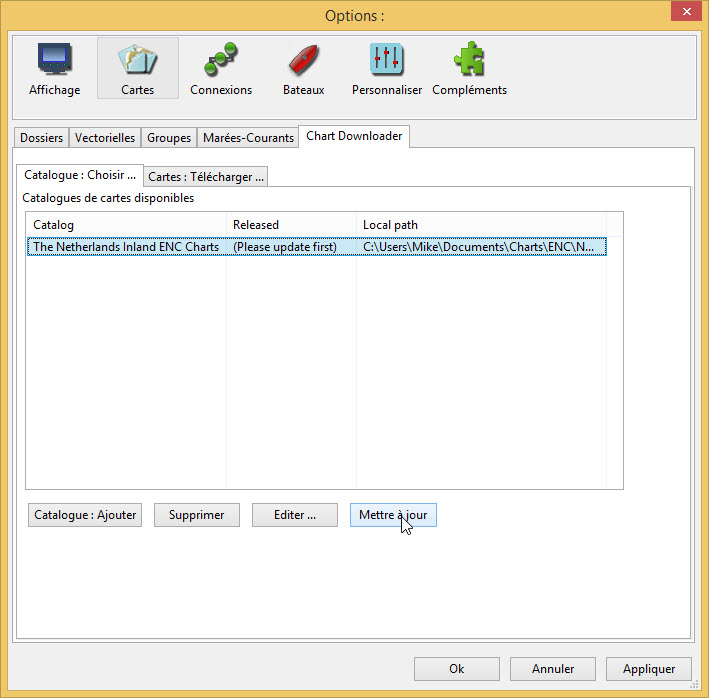 Options :
Affichage Cartes Connexions Bateaux Personnaliser Compléments
Dossiers Vectorielles Groupes Marées-Courants Chart Downloader
Catalogue : Choisir ... Cartes : Télécharger ...
Catalogues de cartes disponibles
Catalog Released Local path
The Netherlands Inland ENC Charts (Please update first) C:\Users\Mike\Documents\Charts\ENC\N...
Catalogue : Ajouter Supprimer Editer ... Mettre à jour
Ok Annuler Appliquer